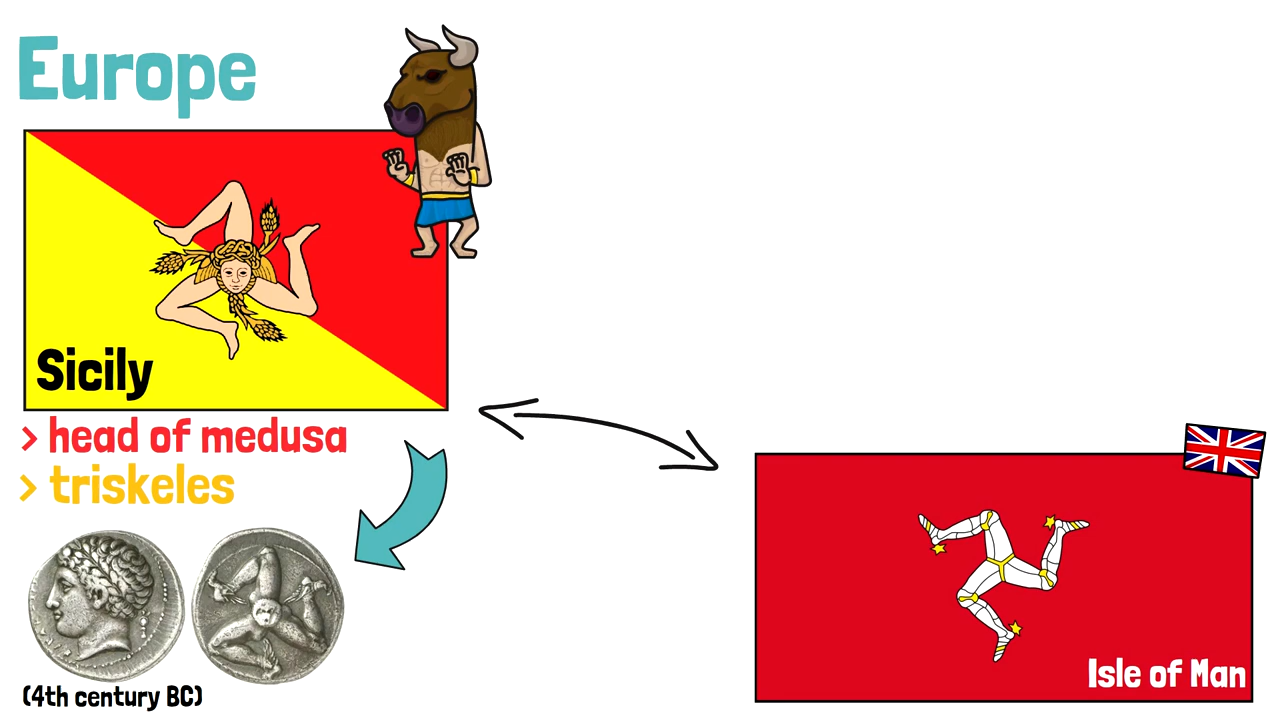 Europe
Sicily
> head of medusa
> triskeles
(4th century BC)
Isle of Man